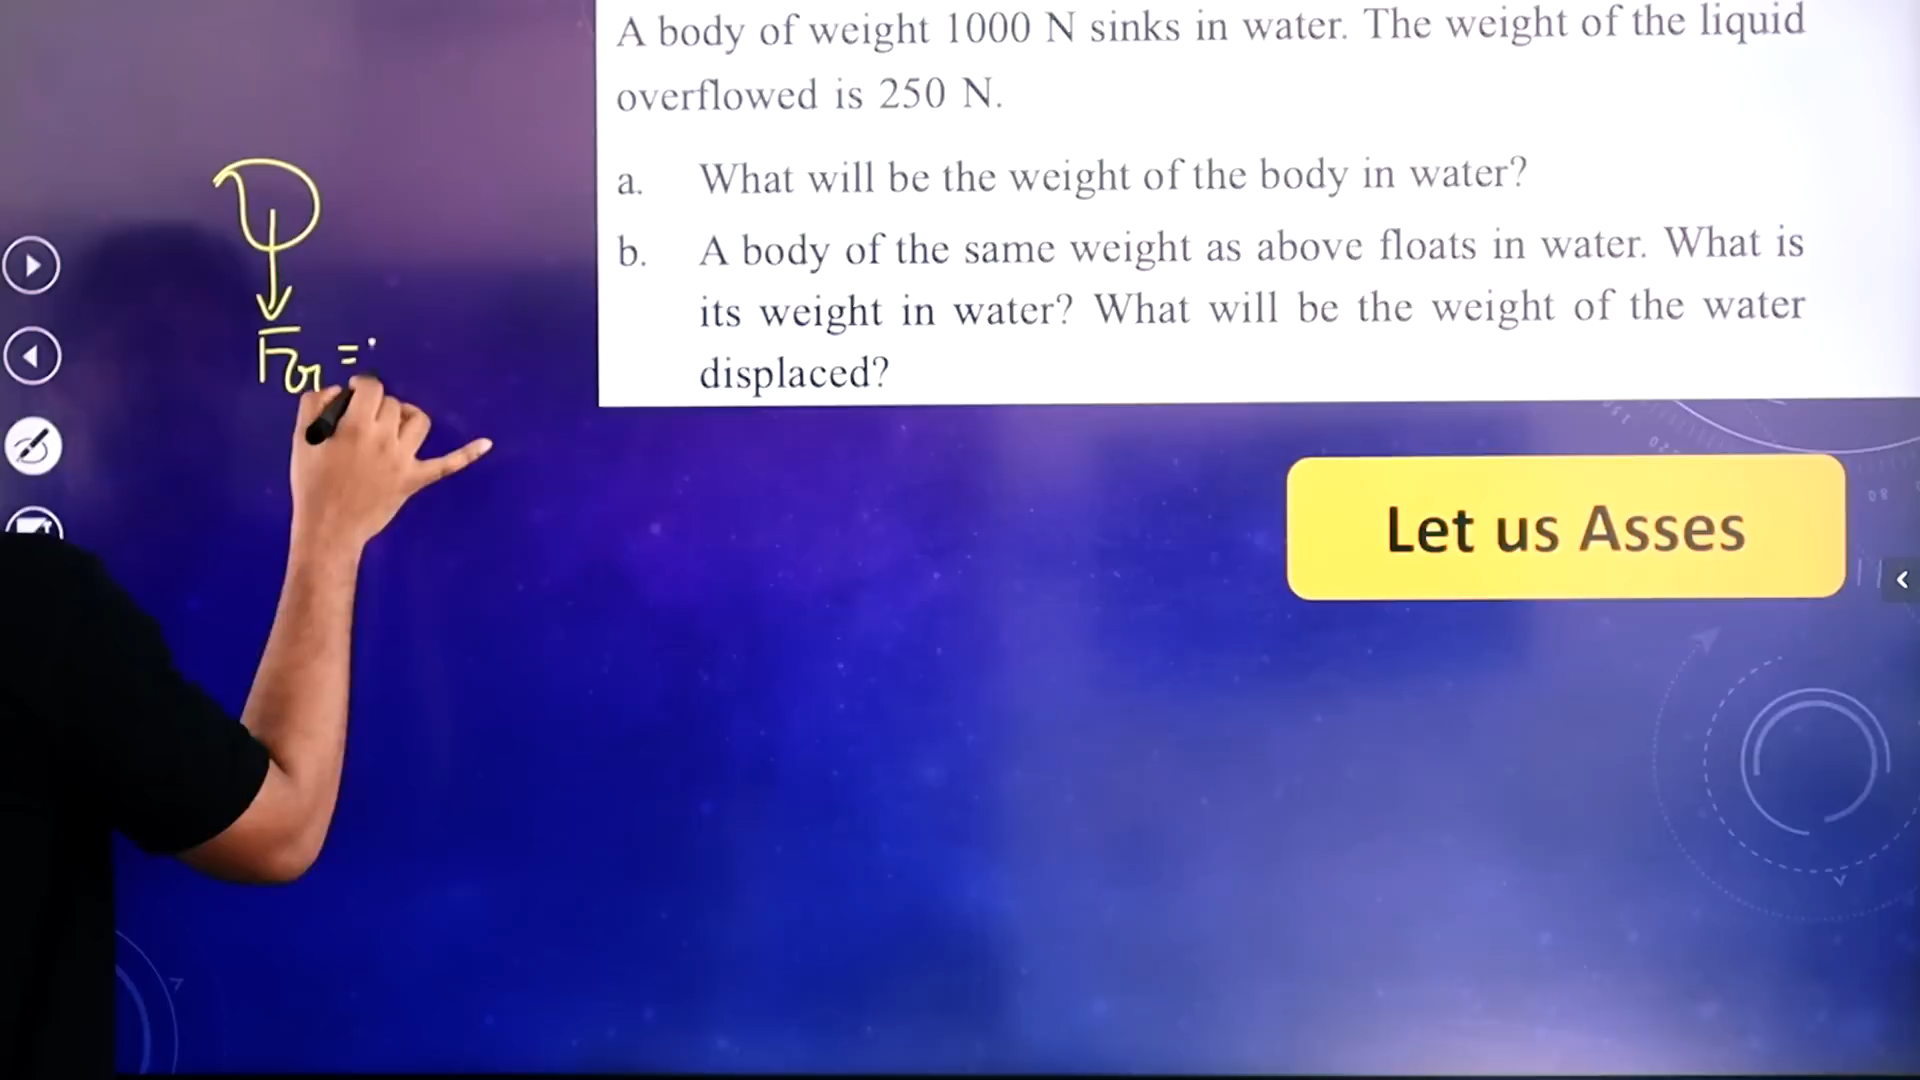 A body of weight 1000 N sinks in water. The weight of the liquid
overflowed is 250 N.
a. What will be the weight of the body in water?
b. A body of the same weight as above floats in water. What is
its weight in water? What will be the weight of the water
displaced?
F_G =
Let us Asses